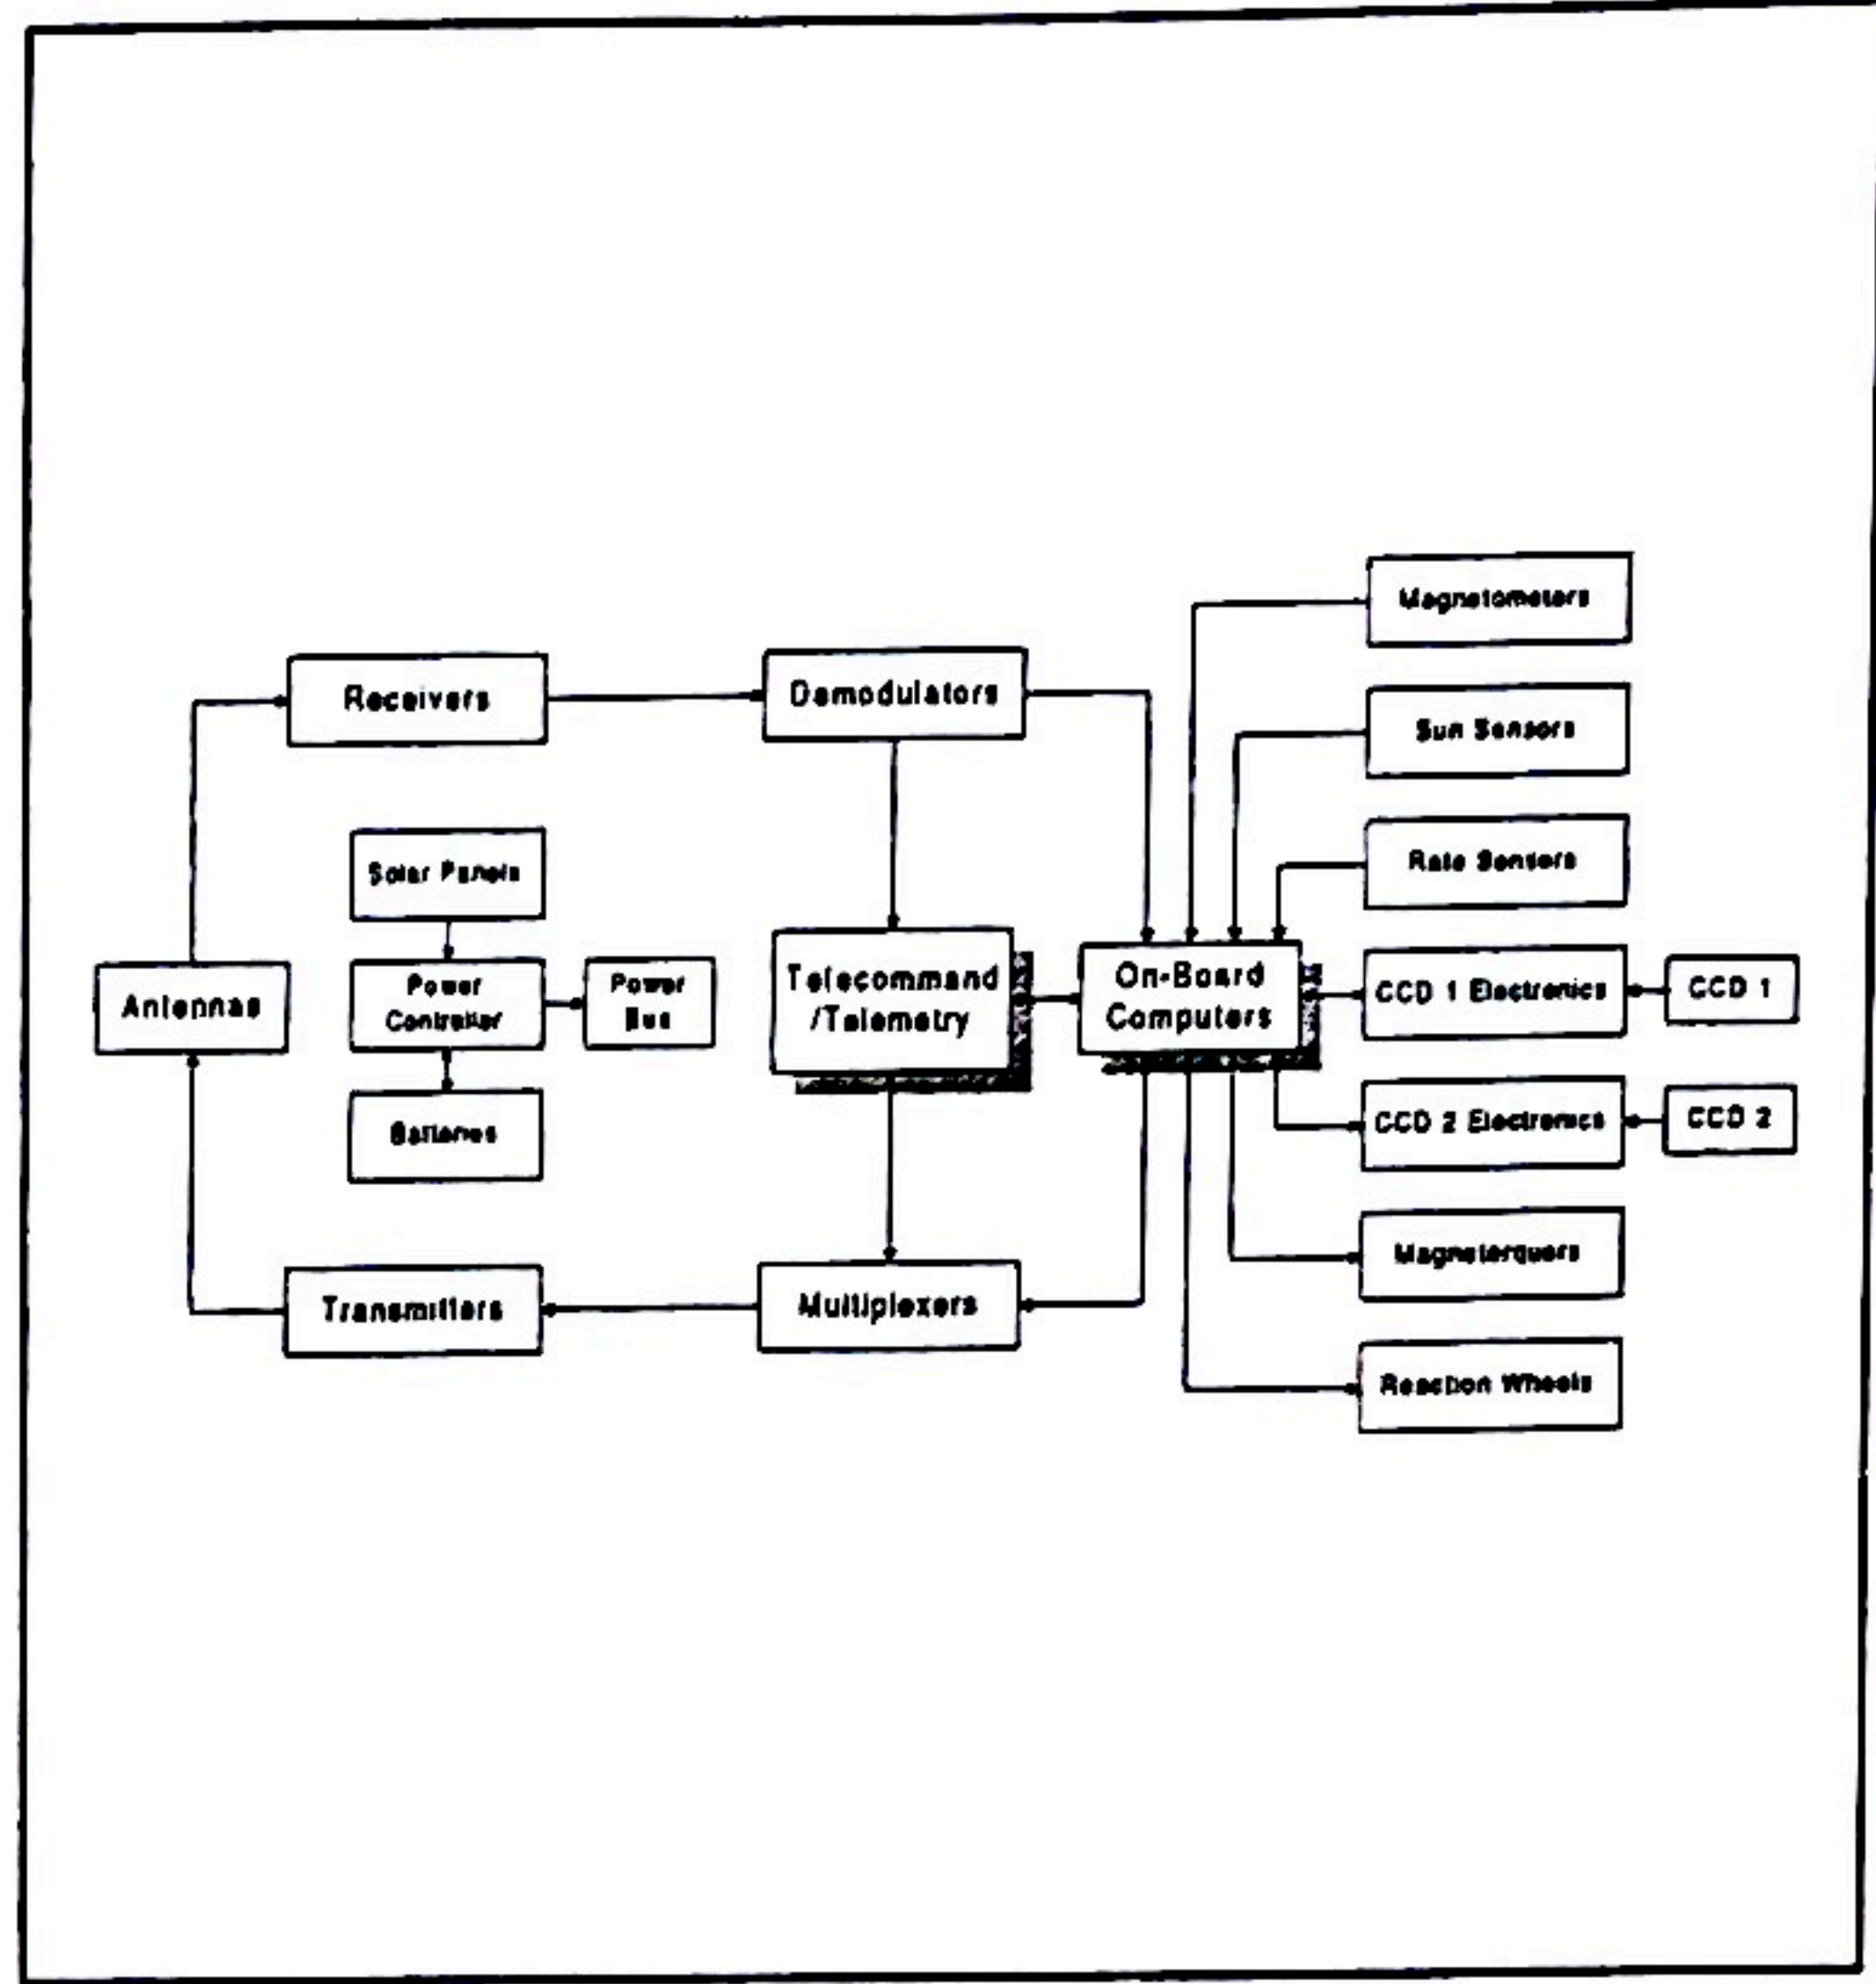 Magnetometers
Receivers
Demodulators
Sun Sensors
Solar Panels
Rate Sensors
Antennas
Power
Controller
Power
Bus
Telecommand
/Telemetry
On-Board
Computers
CCD 1 Electronics
CCD 1
Batteries
CCD 2 Electronics
CCD 2
Transmitters
Multiplexers
Magnetorquers
Reaction Wheels